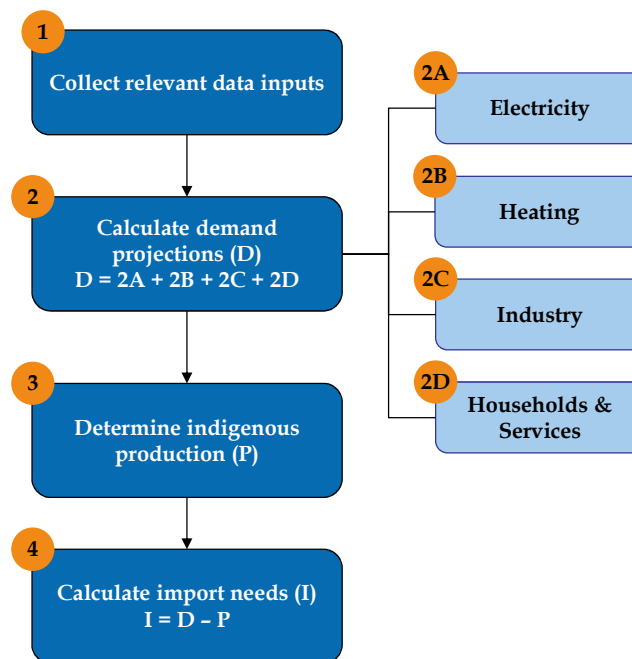 1
Collect relevant data inputs
2
Calculate demand
projections (D)
D = 2A + 2B + 2C + 2D
2A
Electricity
2B
Heating
2C
Industry
2D
Households &
Services
3
Determine indigenous
production (P)
4
Calculate import needs (I)
I = D – P